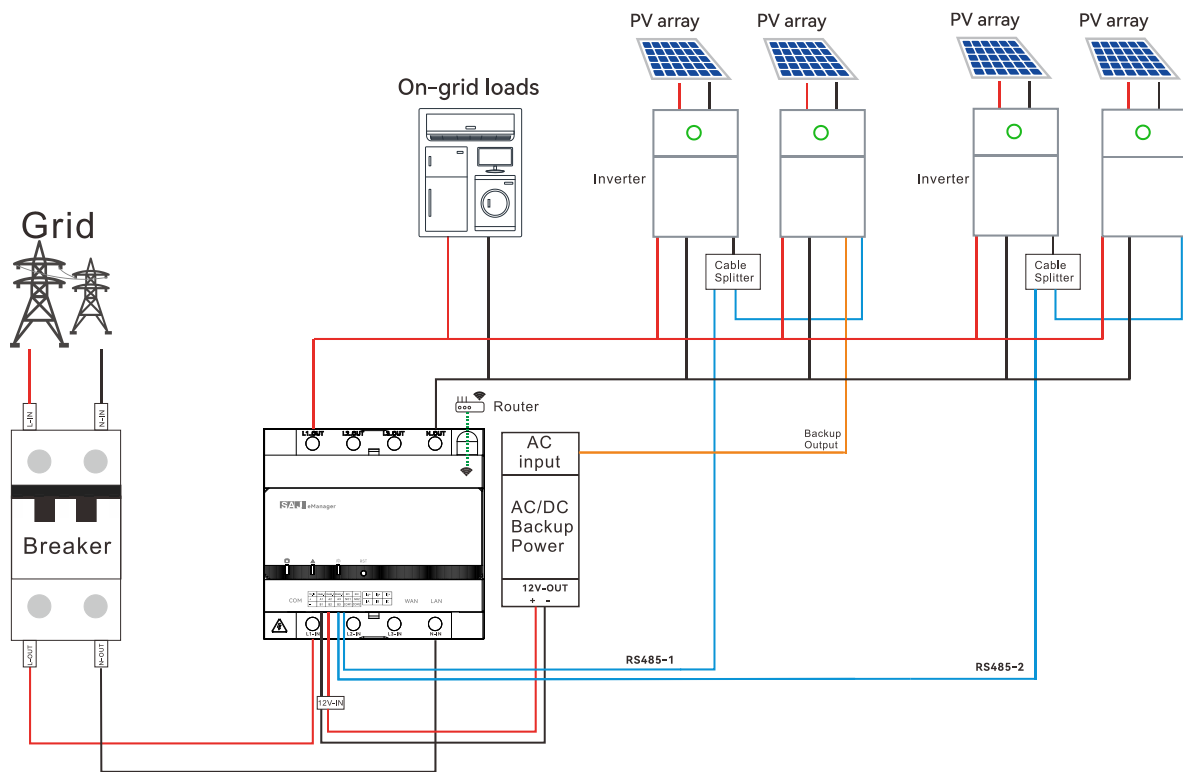 PV array
PV array
PV array
PV array
On-grid loads
Inverter
Inverter
Grid
Cable
Splitter
Cable
Splitter
L-IN
N-IN
Router
L1_OUT
L2_OUT
L3_OUT
N_OUT
Backup
Output
AC
input
SAJ eManager
AC/DC
Backup
Power
Breaker
12V-OUT
+ -
COM
WAN
LAN
L1-IN
L2-IN
L3-IN
N-IN
L-OUT
N-OUT
RS485-1
RS485-2
12V-IN